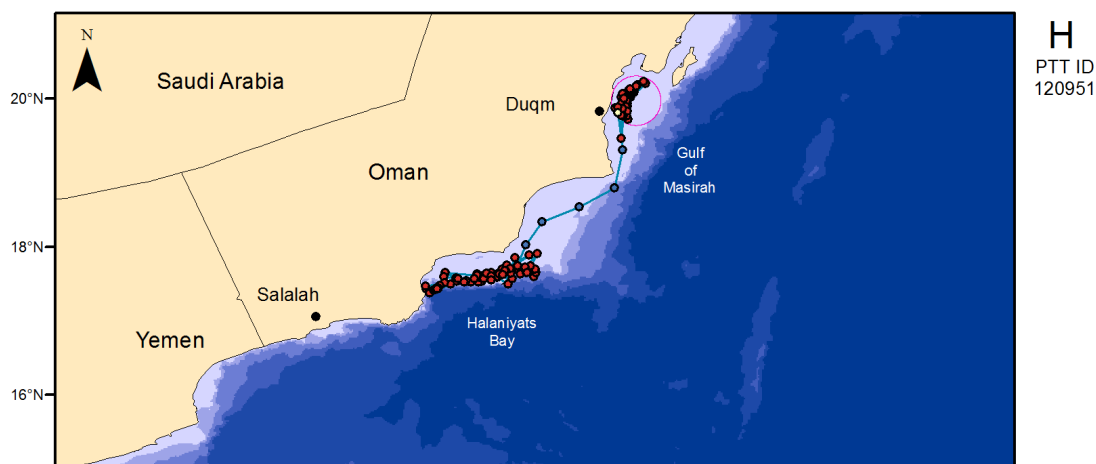 N
H
PTT ID
120951
Saudi Arabia
20°N
Duqm
Oman
Gulf
of
Masirah
18°N
Salalah
Halaniyats
Bay
Yemen
16°N